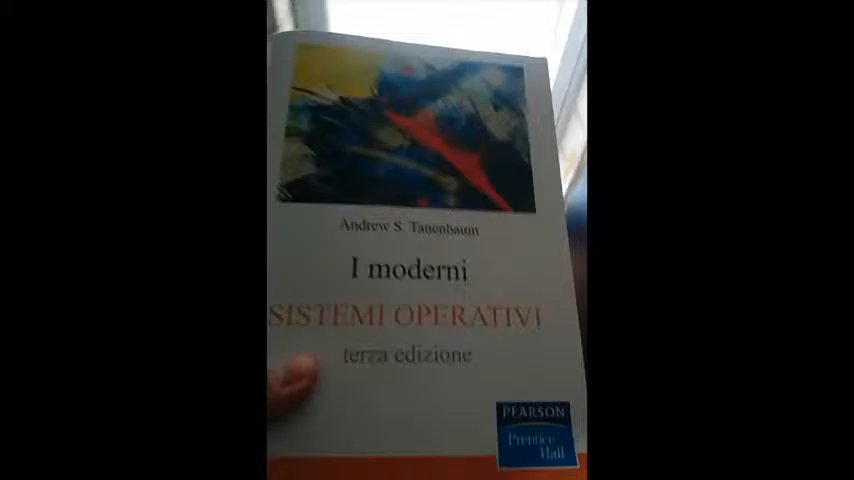 Andrew S. Tanenbaum
I moderni
SISTEMI OPERATIVI
terza edizione
PEARSON
Prentice
Hall